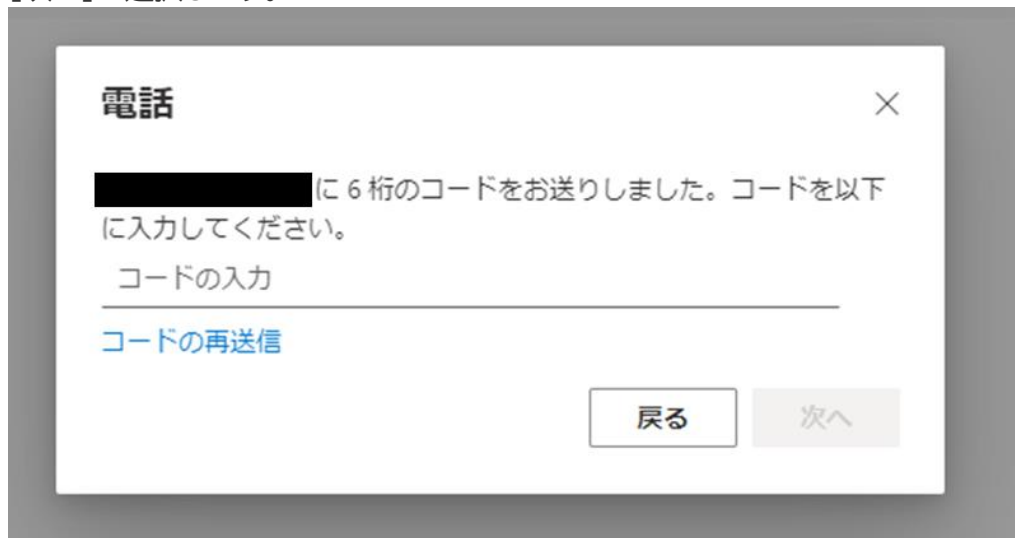 電話
に 6 桁のコードをお送りしました。コードを以下
に入力してください。
コードの入力
コードの再送信
戻る
次へ